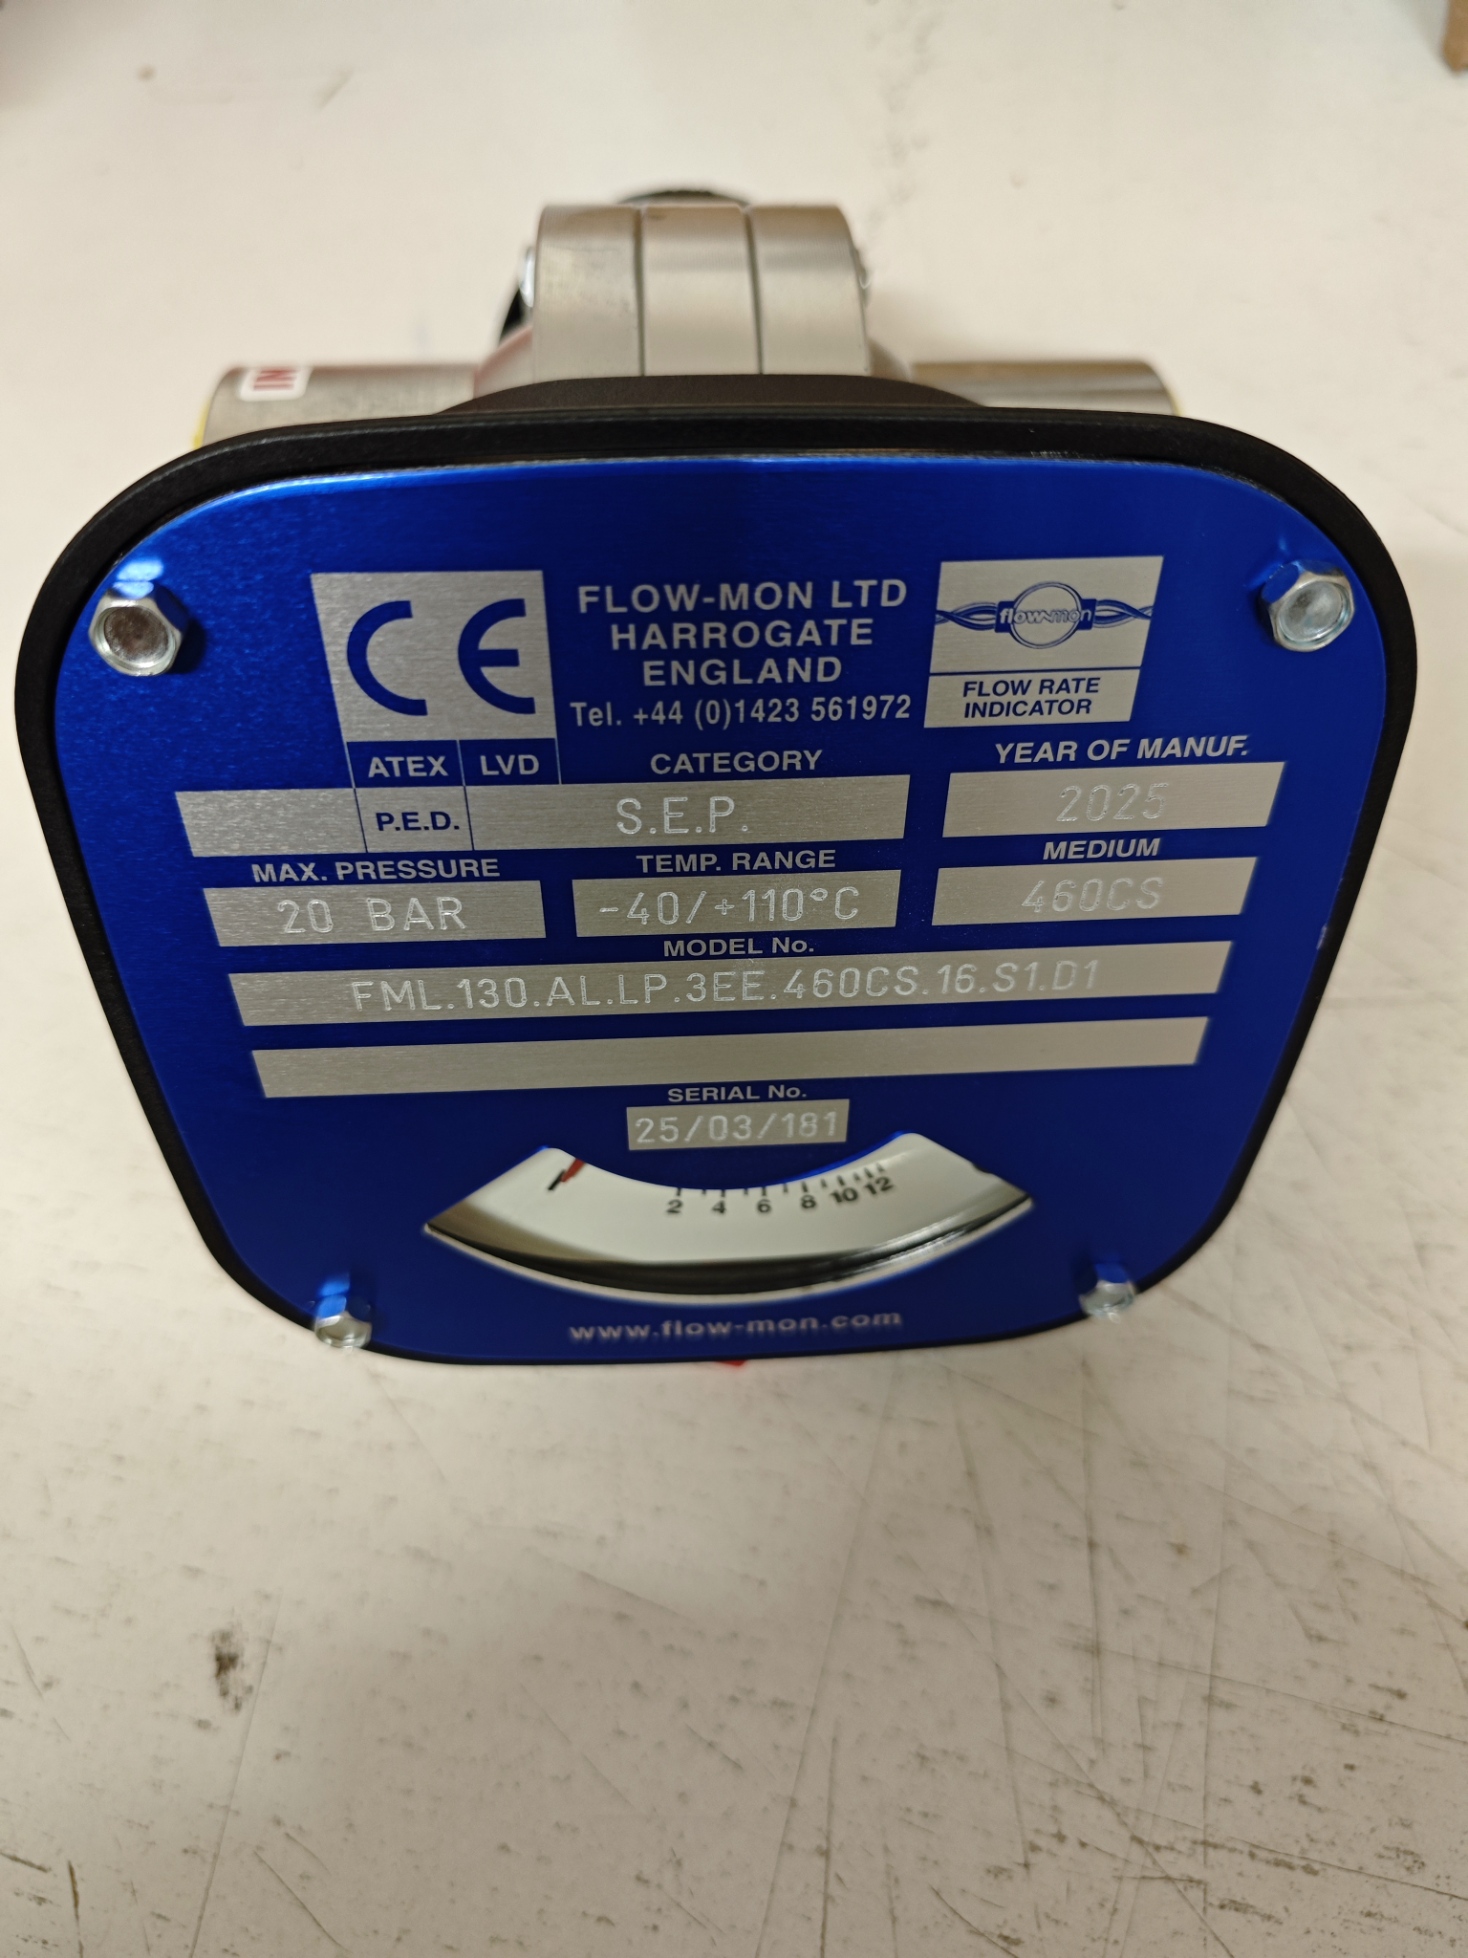 IN
FLOW-MON LTD
HARROGATE
ENGLAND
Tel. +44 (0)1423 561972
CE
flow-mon
FLOW RATE
INDICATOR
ATEX LVD
CATEGORY
YEAR OF MANUF.
P.E.D.
S.E.P.
2025
MAX. PRESSURE
TEMP. RANGE
MEDIUM
20 BAR
-40/+110°C
460CS
MODEL No.
FML.130.AL.LP.3EE.460CS.16.S1.D1
SERIAL No.
25/03/181
2 4 6 8 10 12
www.flow-mon.com